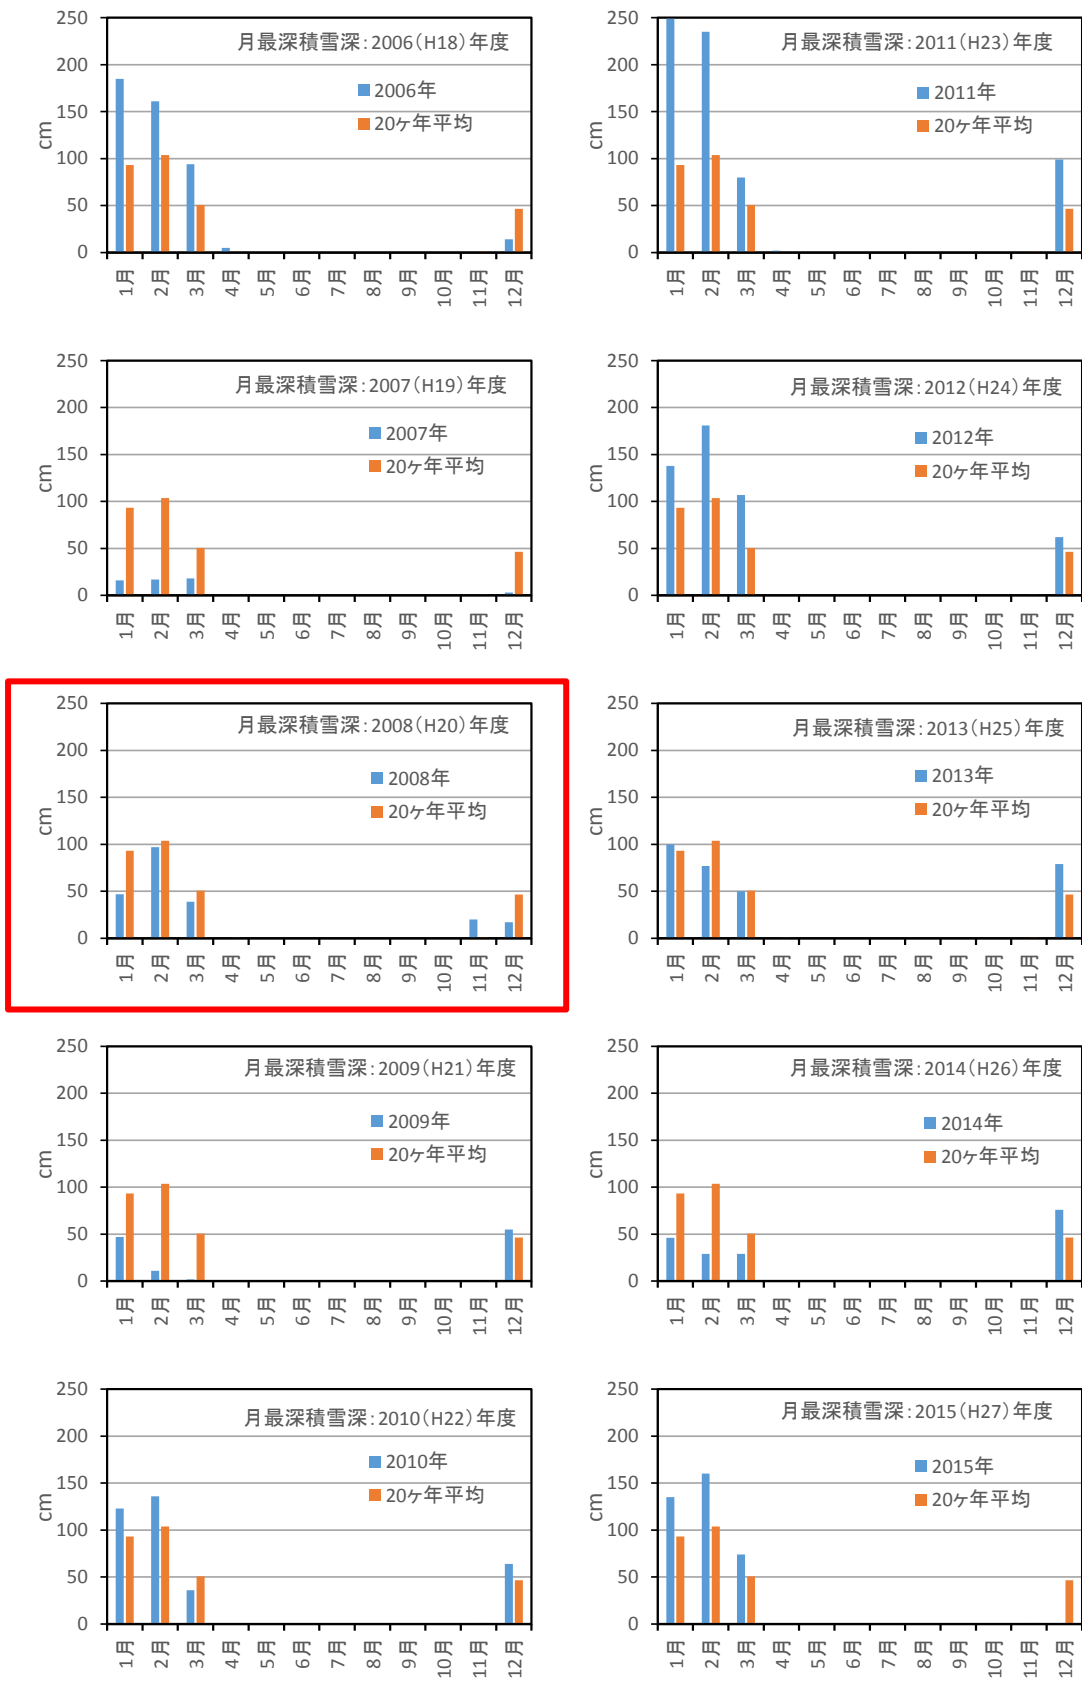 月最深積雪深:2006(H18)年度
2006年
20ヶ年平均
cm
250
200
150
100
50
0
1月 2月 3月 4月 5月 6月 7月 8月 9月 10月 11月 12月
月最深積雪深:2011(H23)年度
2011年
20ヶ年平均
cm
250
200
150
100
50
0
1月 2月 3月 4月 5月 6月 7月 8月 9月 10月 11月 12月
月最深積雪深:2007(H19)年度
2007年
20ヶ年平均
cm
250
200
150
100
50
0
1月 2月 3月 4月 5月 6月 7月 8月 9月 10月 11月 12月
月最深積雪深:2012(H24)年度
2012年
20ヶ年平均
cm
250
200
150
100
50
0
1月 2月 3月 4月 5月 6月 7月 8月 9月 10月 11月 12月
月最深積雪深:2008(H20)年度
2008年
20ヶ年平均
cm
250
200
150
100
50
0
1月 2月 3月 4月 5月 6月 7月 8月 9月 10月 11月 12月
月最深積雪深:2013(H25)年度
2013年
20ヶ年平均
cm
250
200
150
100
50
0
1月 2月 3月 4月 5月 6月 7月 8月 9月 10月 11月 12月
月最深積雪深:2009(H21)年度
2009年
20ヶ年平均
cm
250
200
150
100
50
0
1月 2月 3月 4月 5月 6月 7月 8月 9月 10月 11月 12月
月最深積雪深:2014(H26)年度
2014年
20ヶ年平均
cm
250
200
150
100
50
0
1月 2月 3月 4月 5月 6月 7月 8月 9月 10月 11月 12月
月最深積雪深:2010(H22)年度
2010年
20ヶ年平均
cm
250
200
150
100
50
0
1月 2月 3月 4月 5月 6月 7月 8月 9月 10月 11月 12月
月最深積雪深:2015(H27)年度
2015年
20ヶ年平均
cm
250
200
150
100
50
0
1月 2月 3月 4月 5月 6月 7月 8月 9月 10月 11月 12月